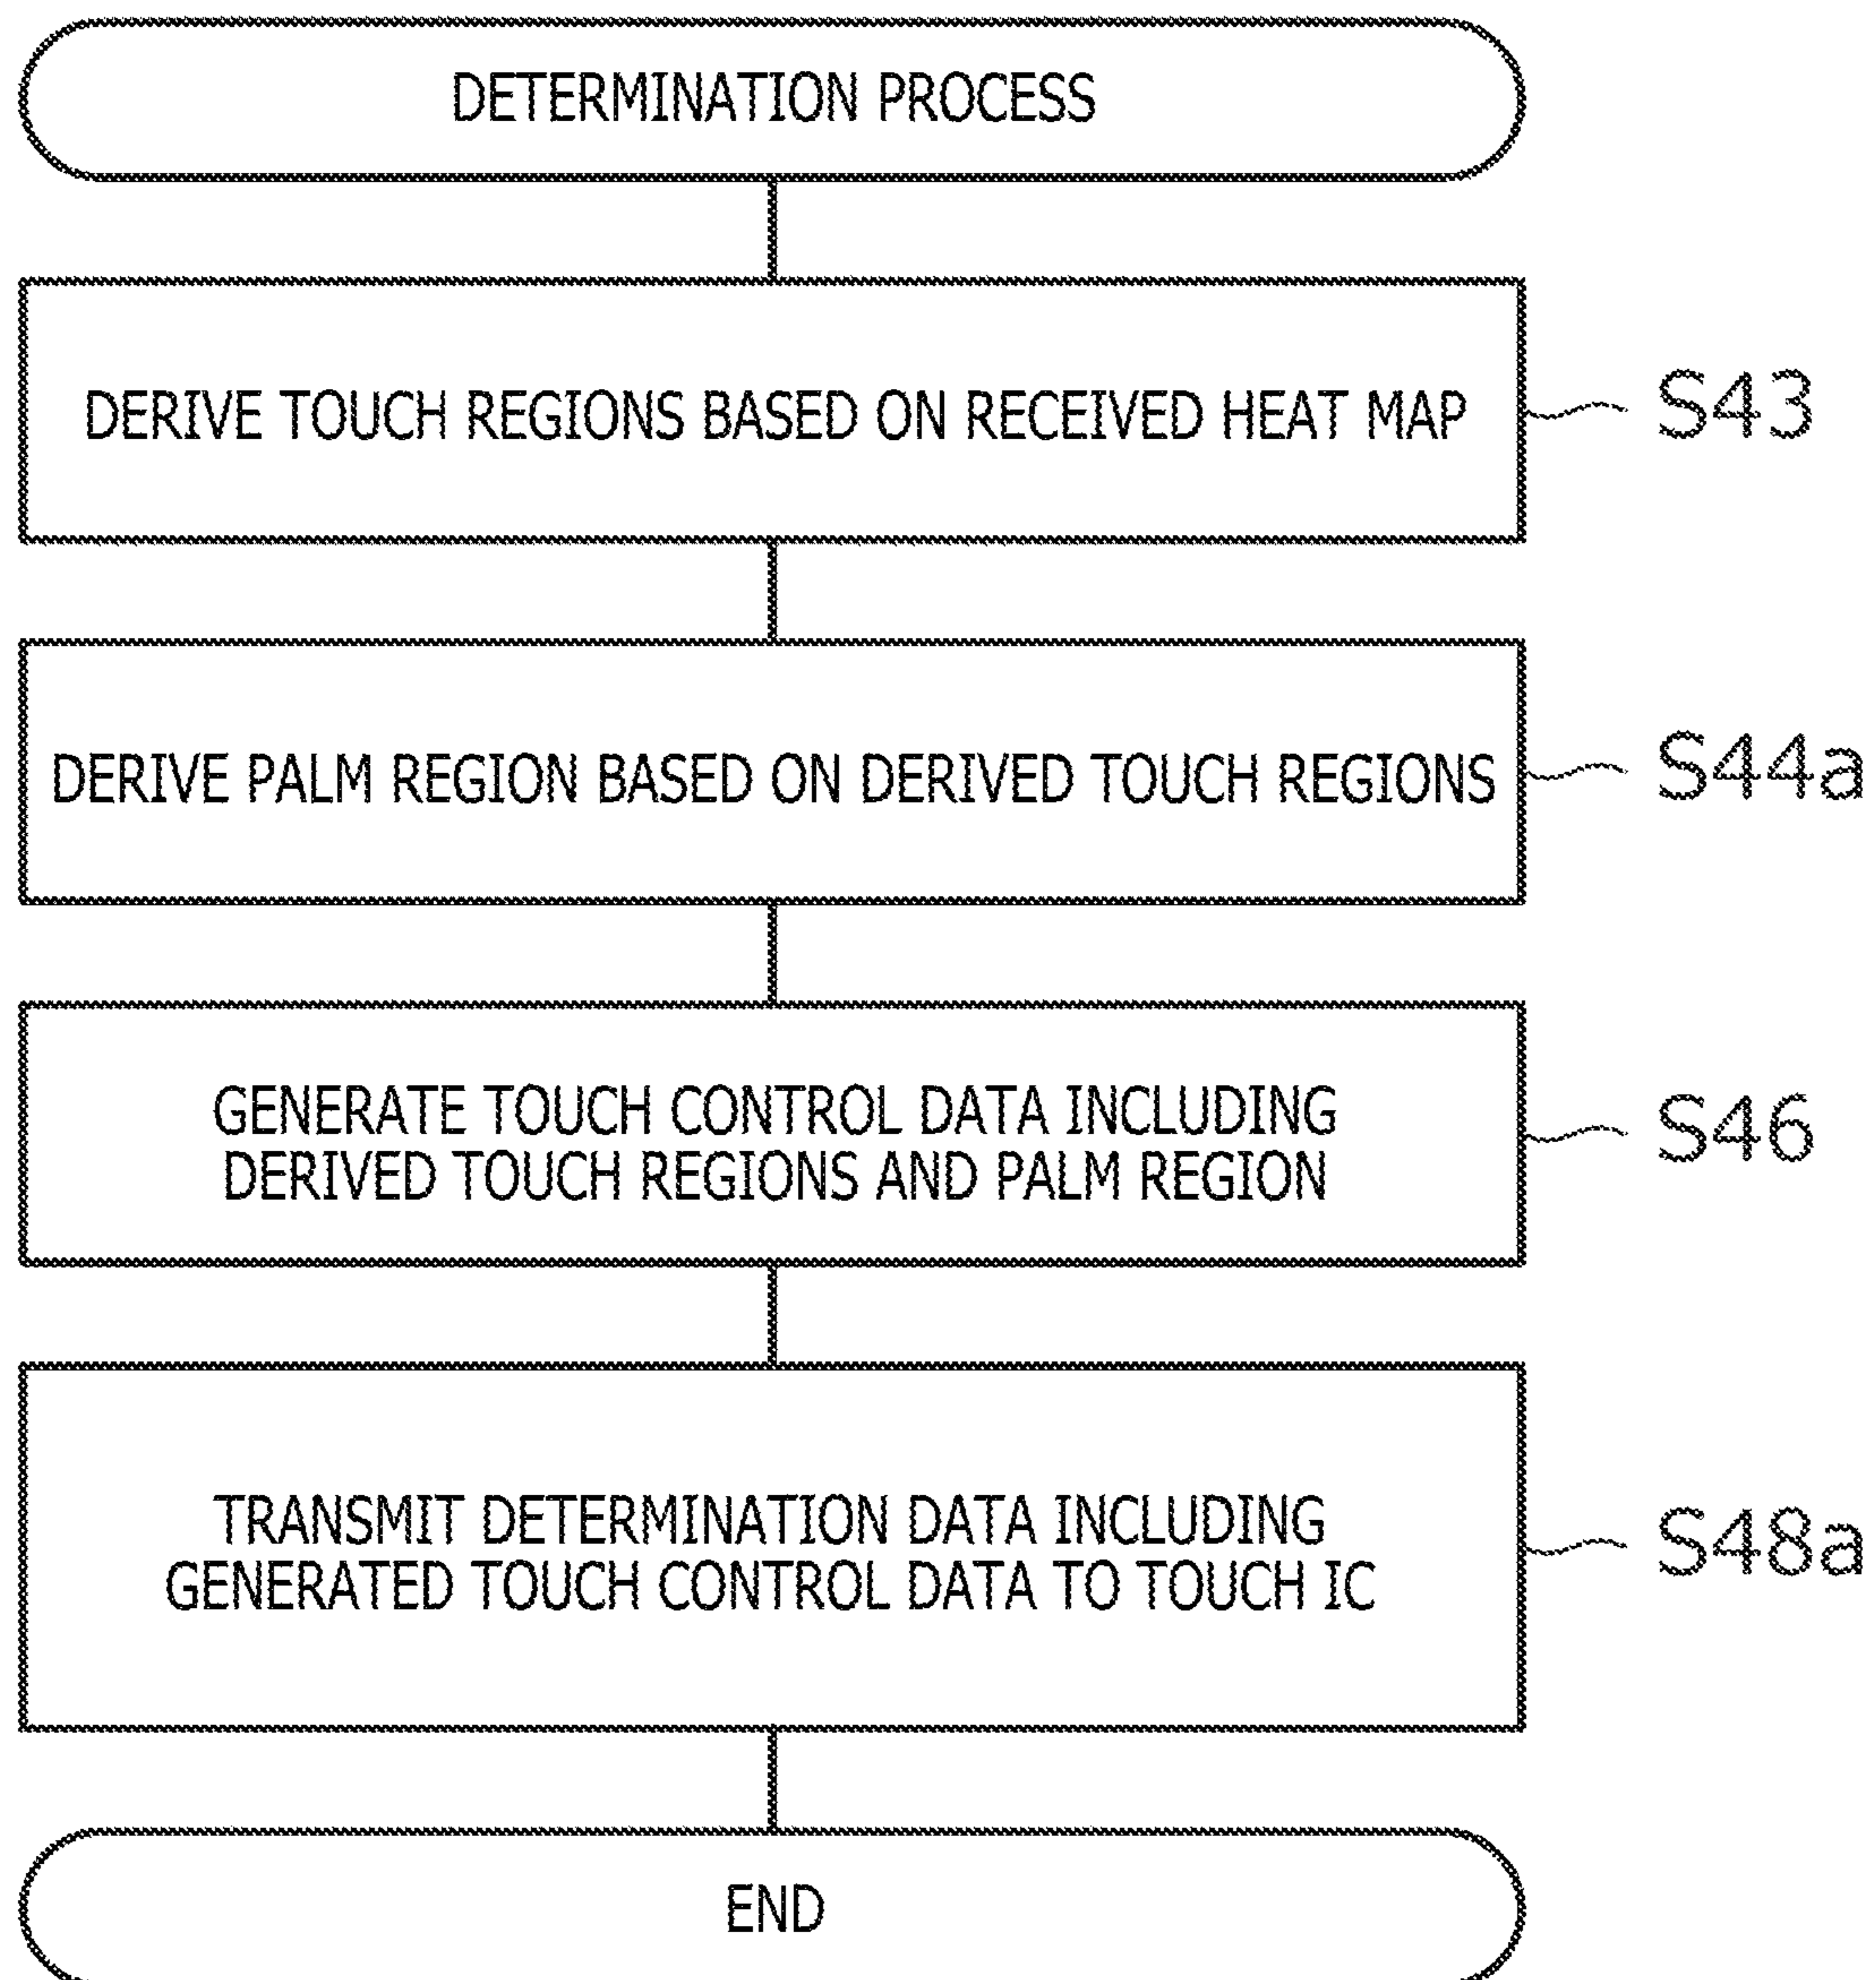 DETERMINATION PROCESS
DERIVE TOUCH REGIONS BASED ON RECEIVED HEAT MAP
S43
DERIVE PALM REGION BASED ON DERIVED TOUCH REGIONS
S44a
GENERATE TOUCH CONTROL DATA INCLUDING
DERIVED TOUCH REGIONS AND PALM REGION
S46
TRANSMIT DETERMINATION DATA INCLUDING
GENERATED TOUCH CONTROL DATA TO TOUCH IC
S48a
END